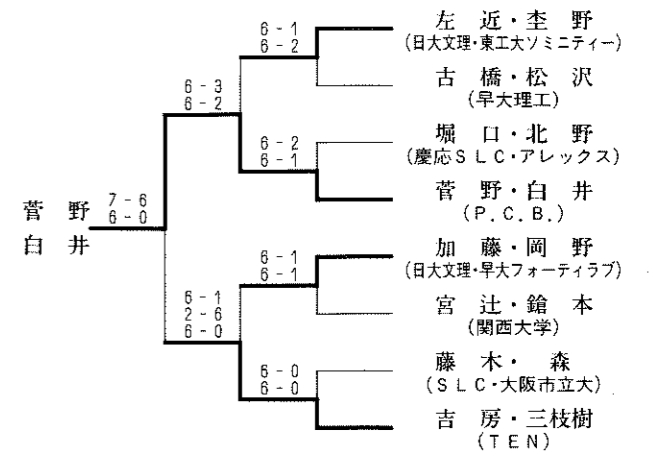 6-1
6-2
左近・杢野
(日大文理・東工大ソミニティー)
古橋・松沢
(早大理工)
6-3
6-2
6-2
6-1
堀口・北野
(慶応SLC・アレックス)
菅野・白井
(P.C.B.)
菅野
白井
7-6
6-0
6-1
6-1
加藤・岡野
(日大文理・早大フォーティラブ)
宮辻・鎗本
(関西大学)
6-1
2-6
6-0
6-0
6-0
藤木・森
(SLC・大阪市立大)
吉房・三枝樹
(TEN)